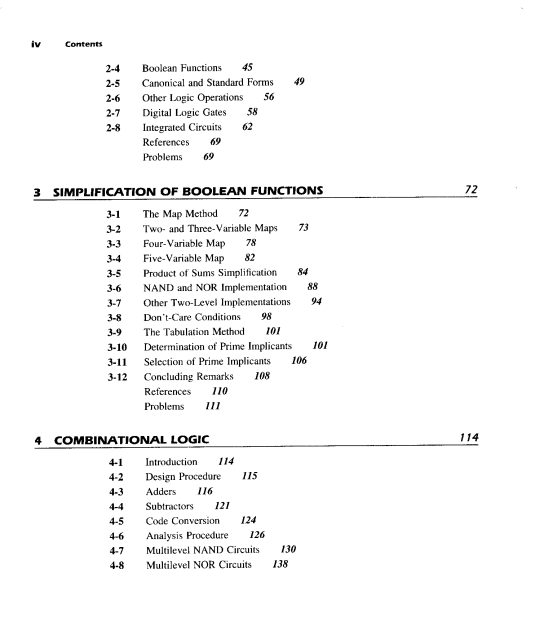 iv Contents
2-4 Boolean Functions 45
2-5 Canonical and Standard Forms 49
2-6 Other Logic Operations 56
2-7 Digital Logic Gates 58
2-8 Integrated Circuits 62
References 69
Problems 69
3 SIMPLIFICATION OF BOOLEAN FUNCTIONS 72
3-1 The Map Method 72
3-2 Two- and Three-Variable Maps 73
3-3 Four-Variable Map 78
3-4 Five-Variable Map 82
3-5 Product of Sums Simplification 84
3-6 NAND and NOR Implementation 88
3-7 Other Two-Level Implementations 94
3-8 Don't-Care Conditions 98
3-9 The Tabulation Method 101
3-10 Determination of Prime Implicants 101
3-11 Selection of Prime Implicants 106
3-12 Concluding Remarks 108
References 110
Problems 111
4 COMBINATIONAL LOGIC 114
4-1 Introduction 114
4-2 Design Procedure 115
4-3 Adders 116
4-4 Subtractors 121
4-5 Code Conversion 124
4-6 Analysis Procedure 126
4-7 Multilevel NAND Circuits 130
4-8 Multilevel NOR Circuits 138